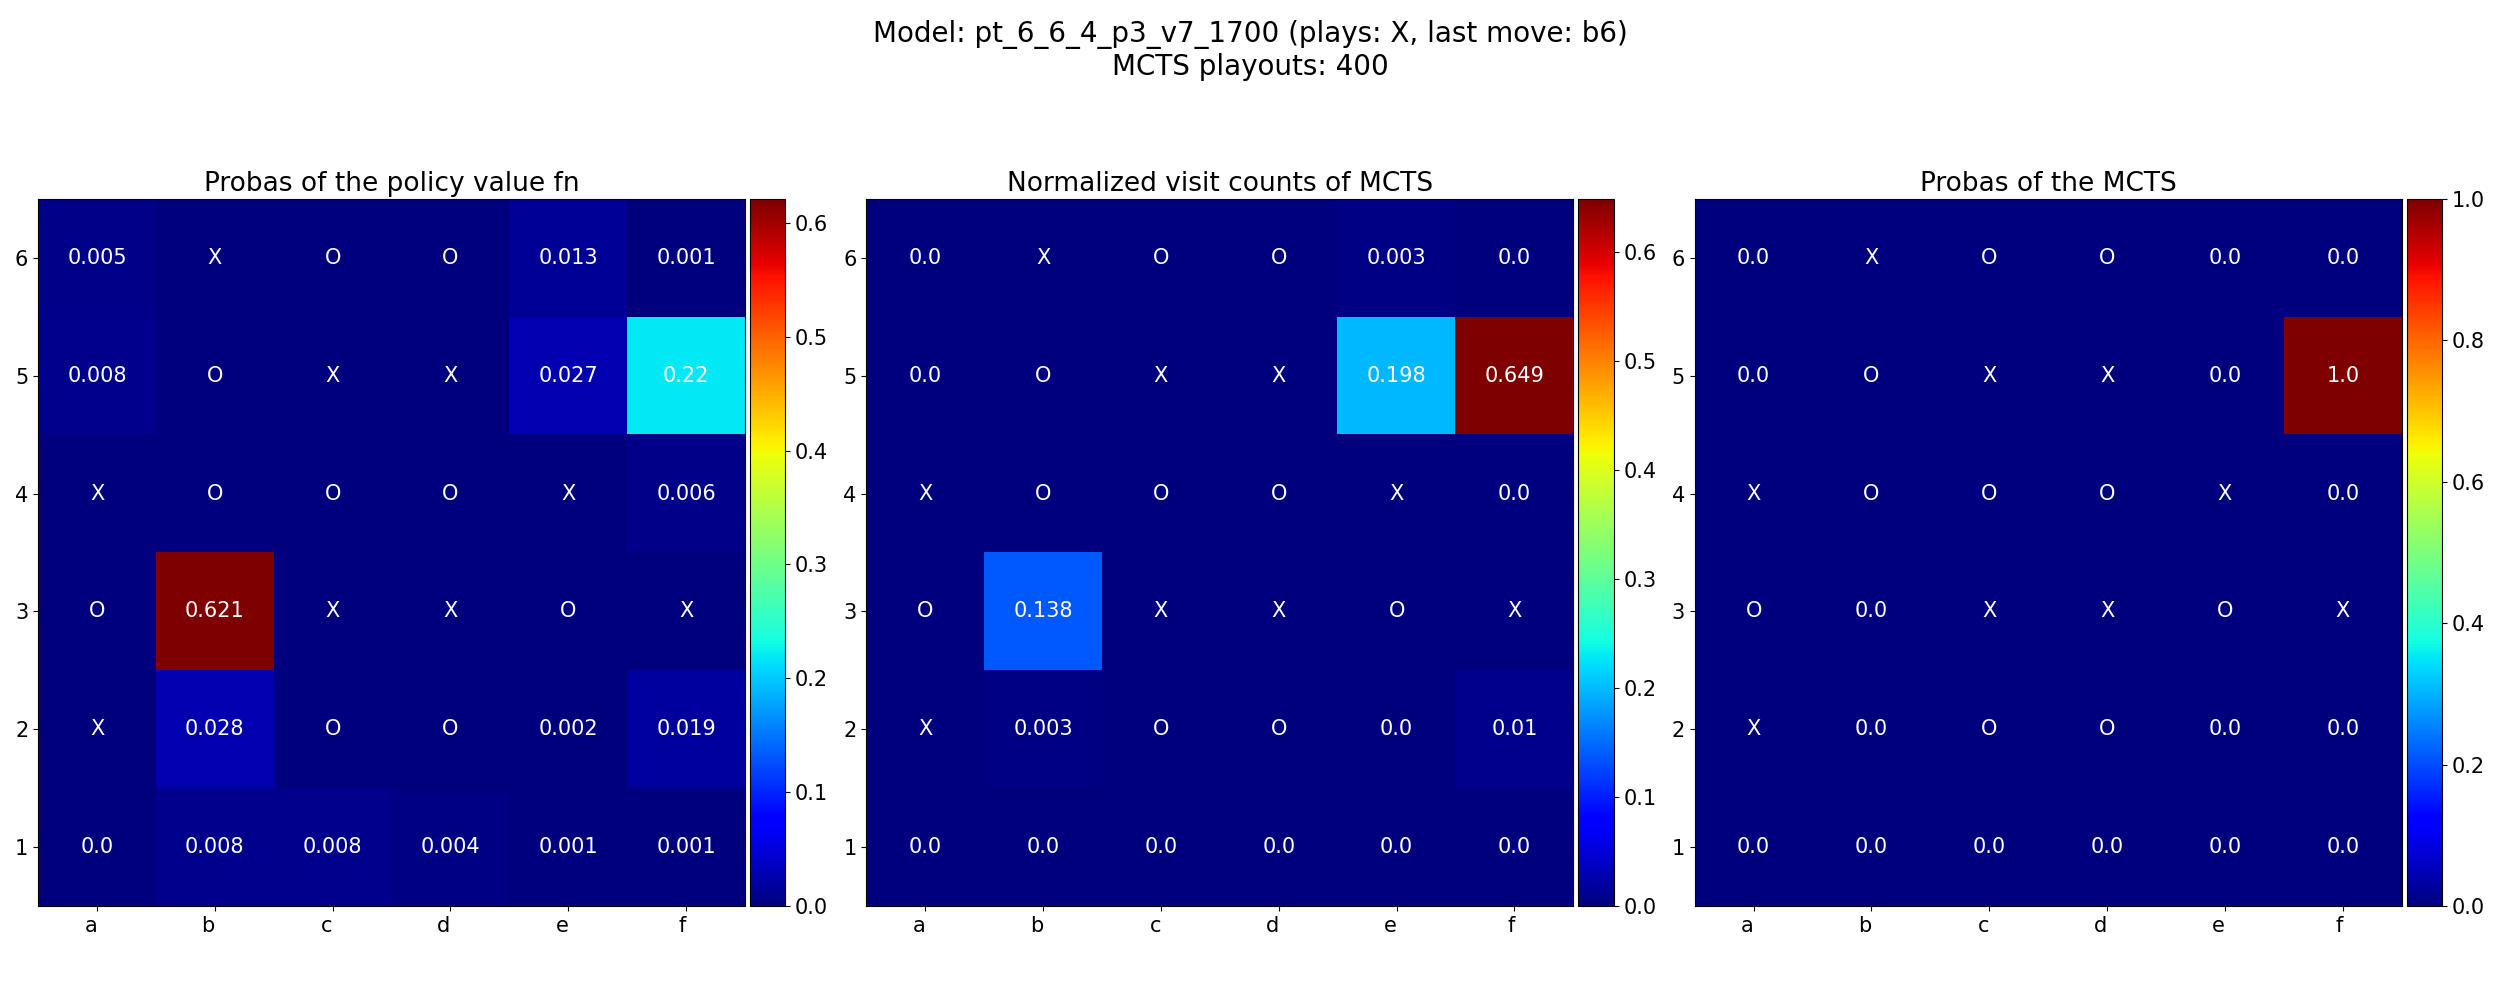 Model: pt_6_6_4_p3_v7_1700 (plays: X, last move: b6)
MCTS playouts: 400
Probas of the policy value fn
6 0.005 X O O 0.013 0.001
5 0.008 O X X 0.027 0.22
4 X O O O X 0.006
3 O 0.621 X X O X
2 X 0.028 O O 0.002 0.019
1 0.0 0.008 0.008 0.004 0.001 0.001
a b c d e f
0.6
0.5
0.4
0.3
0.2
0.1
0.0
Normalized visit counts of MCTS
6 0.0 X O O 0.003 0.0
5 0.0 O X X 0.198 0.649
4 X O O O X 0.0
3 O 0.138 X X O X
2 X 0.003 O O 0.0 0.01
1 0.0 0.0 0.0 0.0 0.0 0.0
a b c d e f
0.6
0.5
0.4
0.3
0.2
0.1
0.0
Probas of the MCTS
6 0.0 X O O 0.0 0.0
5 0.0 O X X 0.0 1.0
4 X O O O X 0.0
3 O 0.0 X X O X
2 X 0.0 O O 0.0 0.0
1 0.0 0.0 0.0 0.0 0.0 0.0
a b c d e f
1.0
0.8
0.6
0.4
0.2
0.0